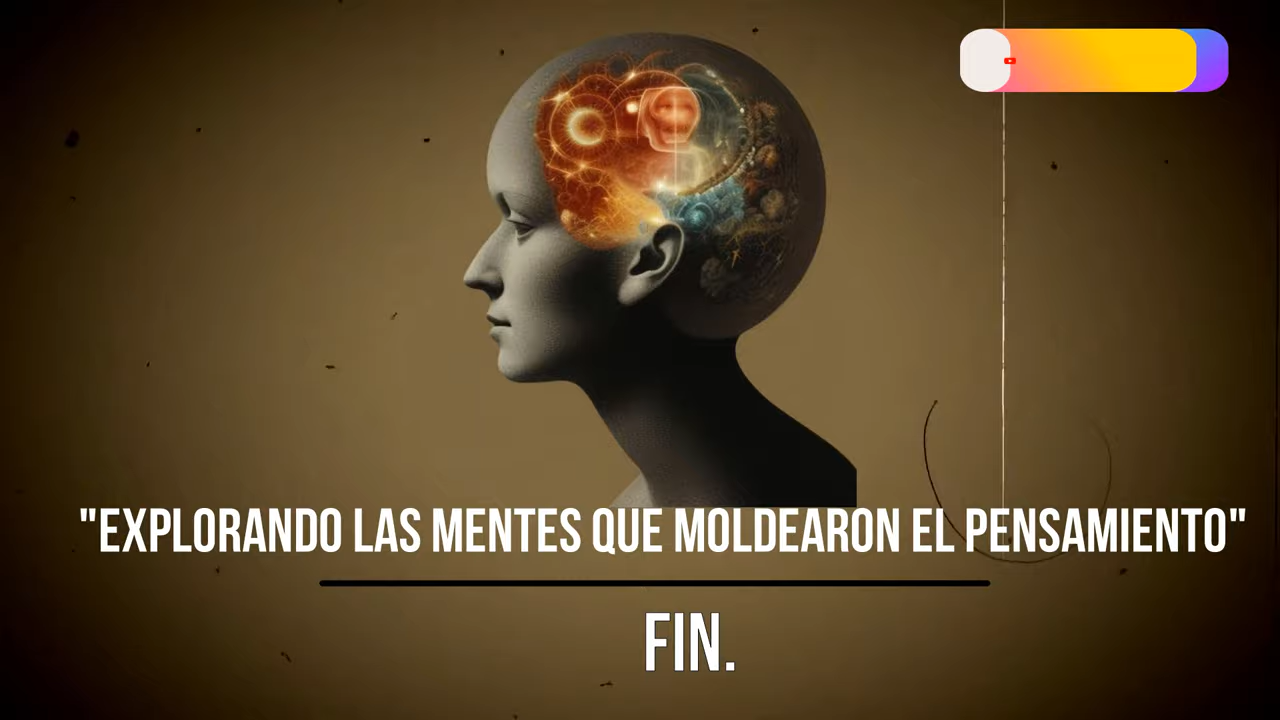 "EXPLORANDO LAS MENTES QUE MOLDEARON EL PENSAMIENTO"
FIN.